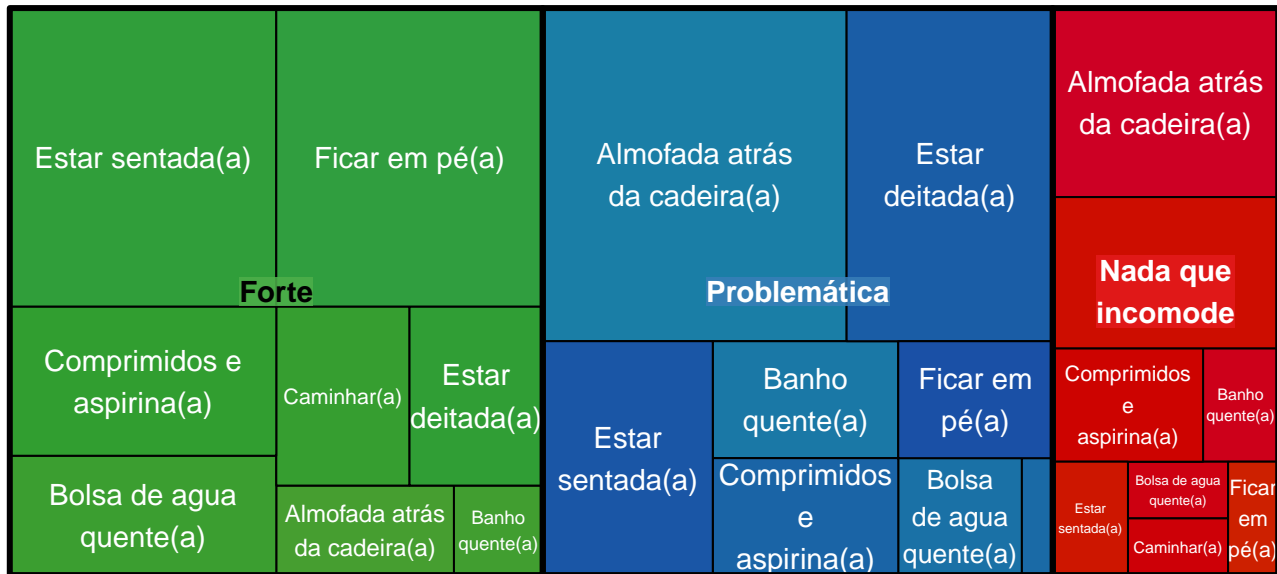 Estar sentada(a)
Ficar em pé(a)
Forte
Comprimidos e
aspirina(a)
Caminhar(a)
Estar
deitada(a)
Bolsa de agua
quente(a)
Almofada atrás
da cadeira(a)
Banho
quente(a)
Almofada atrás
da cadeira(a)
Estar
deitada(a)
Problemática
Estar
sentada(a)
Banho
quente(a)
Ficar em
pé(a)
Comprimidos
e
aspirina(a)
Bolsa
de agua
quente(a)
Almofada atrás
da cadeira(a)
Nada que
incomode
Comprimidos
e
aspirina(a)
Banho
quente(a)
Estar
sentada(a)
Bolsa de agua
quente(a)
Caminhar(a)
Ficar
em
pé(a)